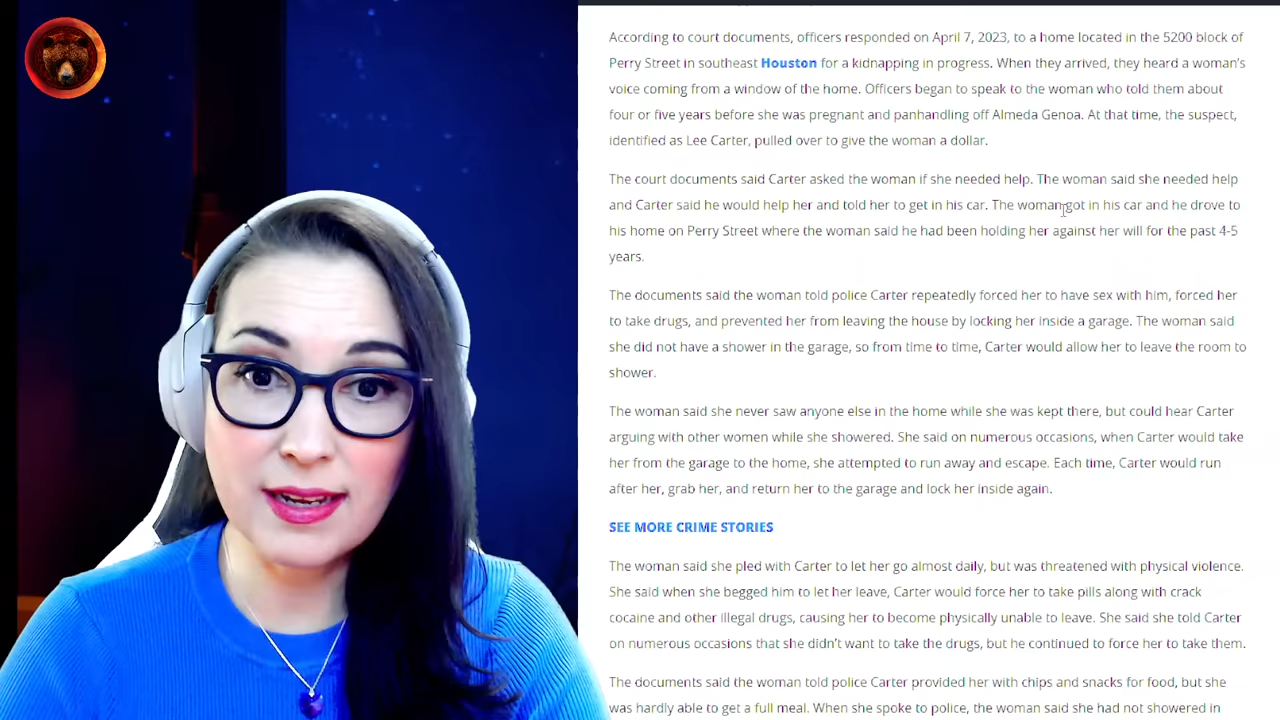 According to court documents, officers responded on April 7, 2023, to a home located in the 5200 block of
Perry Street in southeast Houston for a kidnapping in progress. When they arrived, they heard a woman's
voice coming from a window of the home. Officers began to speak to the woman who told them about
four or five years before she was pregnant and panhandling off Almeda Genoa. At that time, the suspect,
identified as Lee Carter, pulled over to give the woman a dollar.
The court documents said Carter asked the woman if she needed help. The woman said she needed help
and Carter said he would help her and told her to get in his car. The woman got in his car and he drove to
his home on Perry Street where the woman said he had been holding her against her will for the past 4-5
years.
The documents said the woman told police Carter repeatedly forced her to have sex with him, forced her
to take drugs, and prevented her from leaving the house by locking her inside a garage. The woman said
she did not have a shower in the garage, so from time to time, Carter would allow her to leave the room to
shower.
The woman said she never saw anyone else in the home while she was kept there, but could hear Carter
arguing with other women while she showered. She said on numerous occasions, when Carter would take
her from the garage to the home, she attempted to run away and escape. Each time, Carter would run
after her, grab her, and return her to the garage and lock her inside again.
SEE MORE CRIME STORIES
The woman said she pled with Carter to let her go almost daily, but was threatened with physical violence.
She said when she begged him to let her leave, Carter would force her to take pills along with crack
cocaine and other illegal drugs, causing her to become physically unable to leave. She said she told Carter
on numerous occasions that she didn't want to take the drugs, but he continued to force her to take them.
The documents said the woman told police Carter provided her with chips and snacks for food, but she
was hardly able to get a full meal. When she spoke to police, the woman said she had not showered in